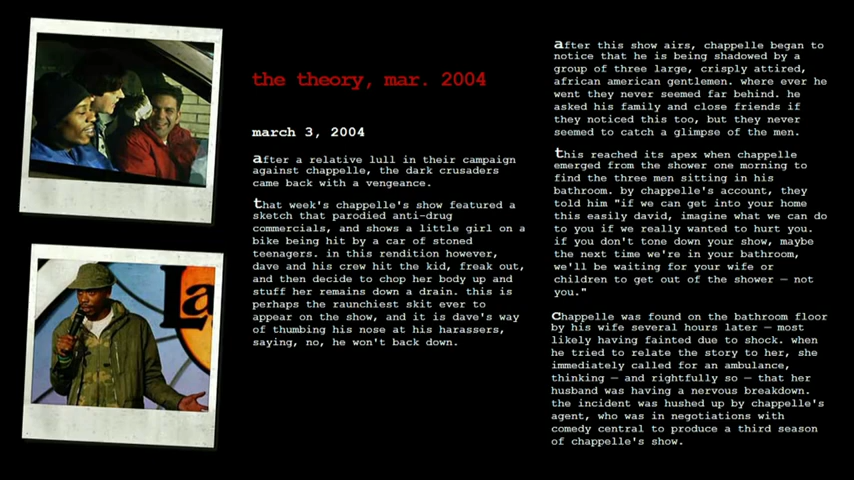 the theory, mar. 2004
march 3, 2004
after a relative lull in their campaign
against chappelle, the dark crusaders
came back with a vengeance.
that week's chappelle's show featured a
sketch that parodied anti-drug
commercials, and shows a little girl on a
bike being hit by a car of stoned
teenagers. in this rendition however,
dave and his crew hit the kid, freak out,
and then decide to chop her body up and
stuff her remains down a drain. this is
perhaps the raunchiest skit ever to
appear on the show, and it is dave's way
of thumbing his nose at his harassers,
saying, no, he won't back down.
after this show airs, chappelle began to
notice that he is being shadowed by a
group of three large, crisply attired,
african american gentlemen. where ever he
went they never seemed far behind. he
asked his family and close friends if
they noticed this too, but they never
seemed to catch a glimpse of the men.
this reached its apex when chappelle
emerged from the shower one morning to
find the three men sitting in his
bathroom. by chappelle's account, they
told him "if we can get into your home
this easily david, imagine what we can do
to you if we really wanted to hurt you.
if you don't tone down your show, maybe
the next time we're in your bathroom,
we'll be waiting for your wife or
children to get out of the shower — not
you."
chappelle was found on the bathroom floor
by his wife several hours later — most
likely having fainted due to shock. when
he tried to relate the story to her, she
immediately called for an ambulance,
thinking — and rightfully so — that her
husband was having a nervous breakdown.
the incident was hushed up by chappelle's
agent, who was in negotiations with
comedy central to produce a third season
of chappelle's show.
La